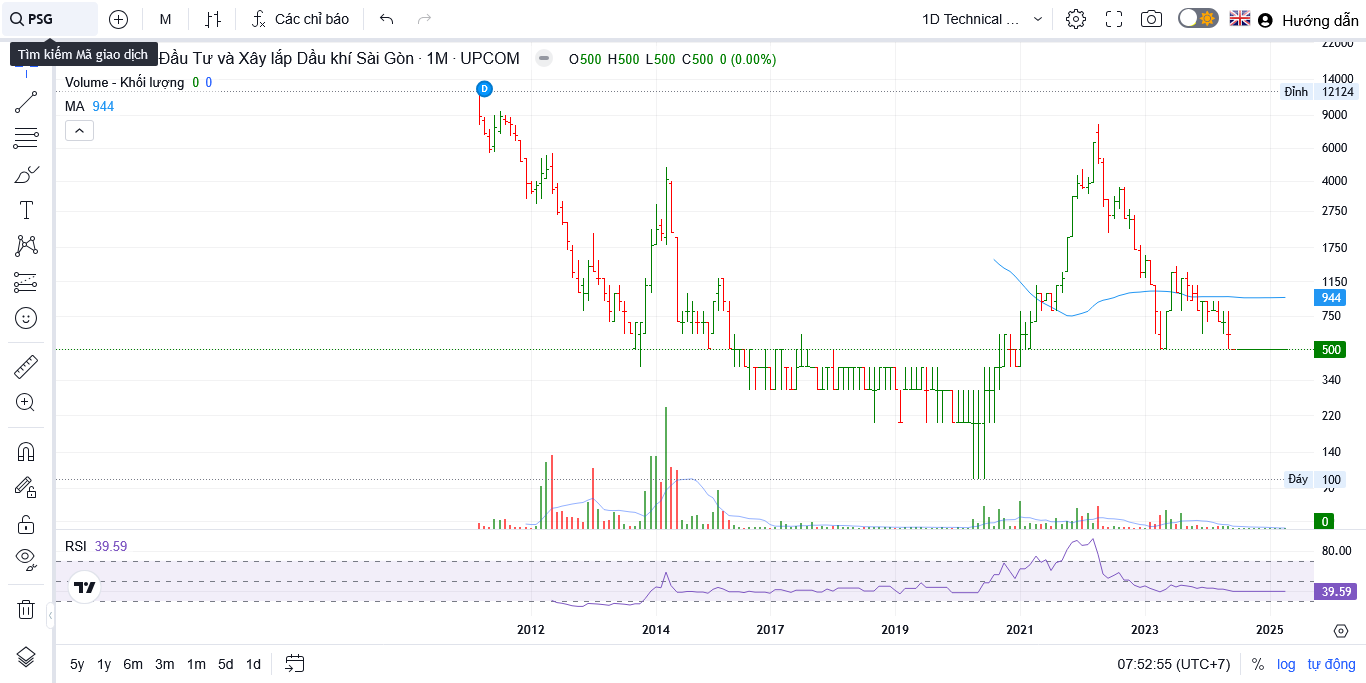 PSG
M
Các chỉ báo
1D Technical ...
Hướng dẫn
Tìm kiếm Mã giao dịch
Đầu Tư và Xây lắp Dầu khí Sài Gòn · 1M · UPCOM
O500 H500 L500 C500 0 (0.00%)
Volume - Khối lượng 0 0
MA 944
D
22000
14000
Đỉnh 12124
9000
6000
4000
2750
1750
1150
944
750
500
340
220
140
Đáy 100
90
0
RSI 39.59
80.00
39.59
2012 2014 2017 2019 2021 2023 2025
5y 1y 6m 3m 1m 5d 1d
07:52:55 (UTC+7) % log tự động